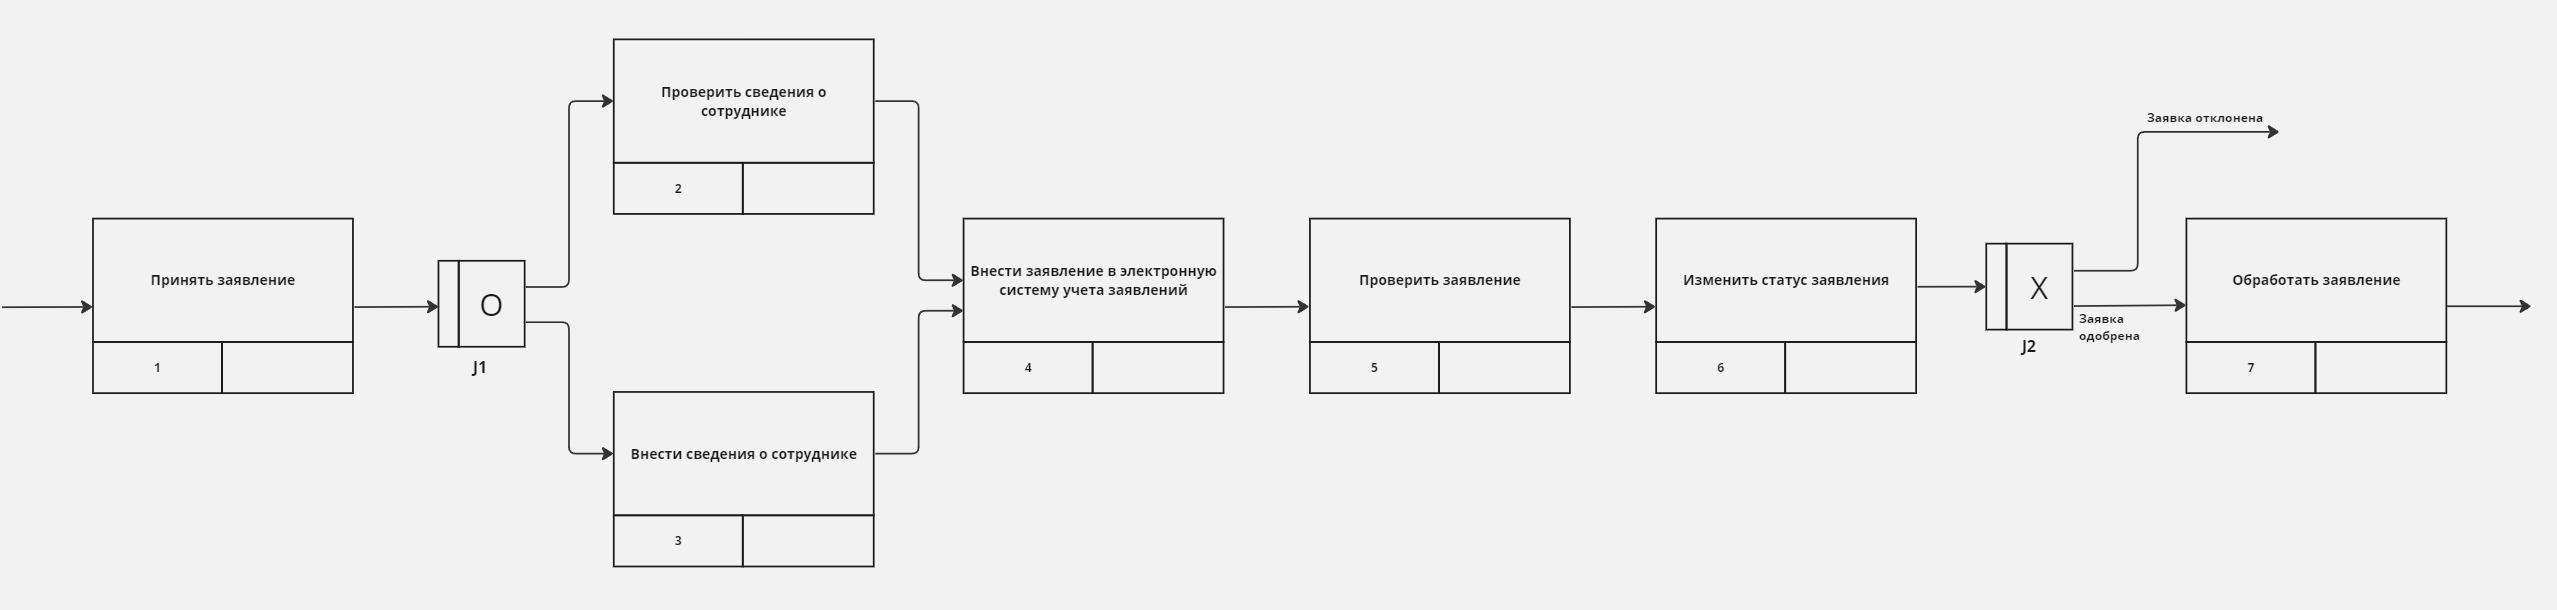 Принять заявление
1
O
J1
Проверить сведения о
сотруднике
2
Внести сведения о сотруднике
3
Внести заявление в электронную
систему учета заявлений
4
Проверить заявление
5
Изменить статус заявления
6
X
J2
Заявка отклонена
Заявка
одобрена
Обработать заявление
7